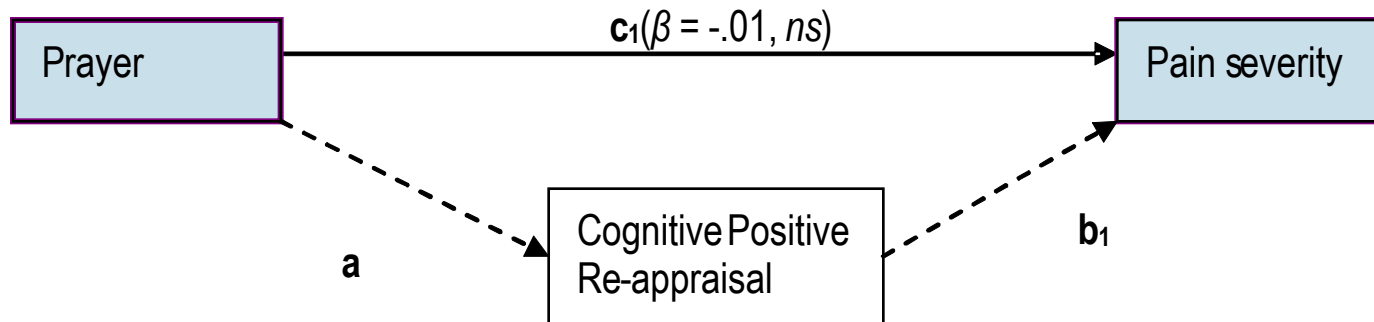 c₁(β = -.01, ns)
Prayer
Pain severity
Cognitive Positive
Re-appraisal
a
b₁